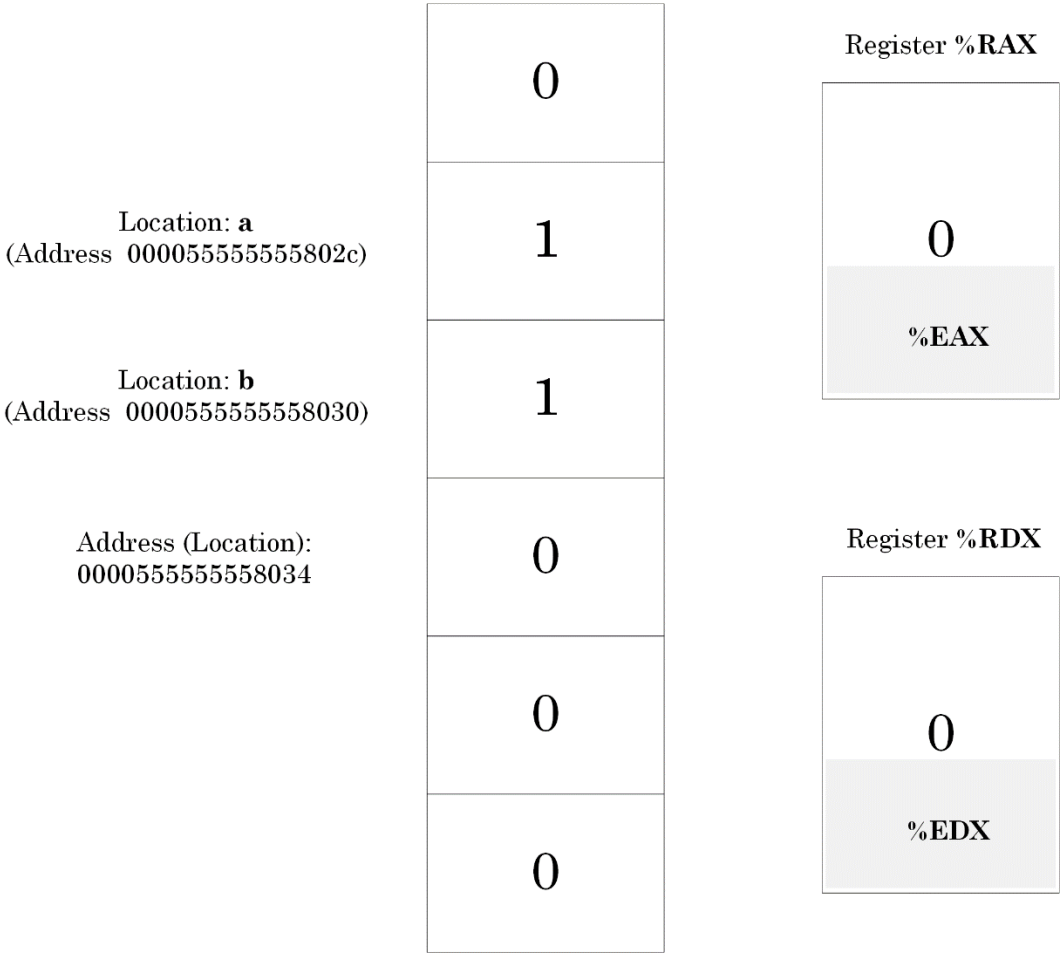 0
Register %RAX
Location: a
(Address 000055555555802c)
1
0
%EAX
Location: b
(Address 0000555555558030)
1
Address (Location):
0000555555558034
0
Register %RDX
0
0
%EDX
0